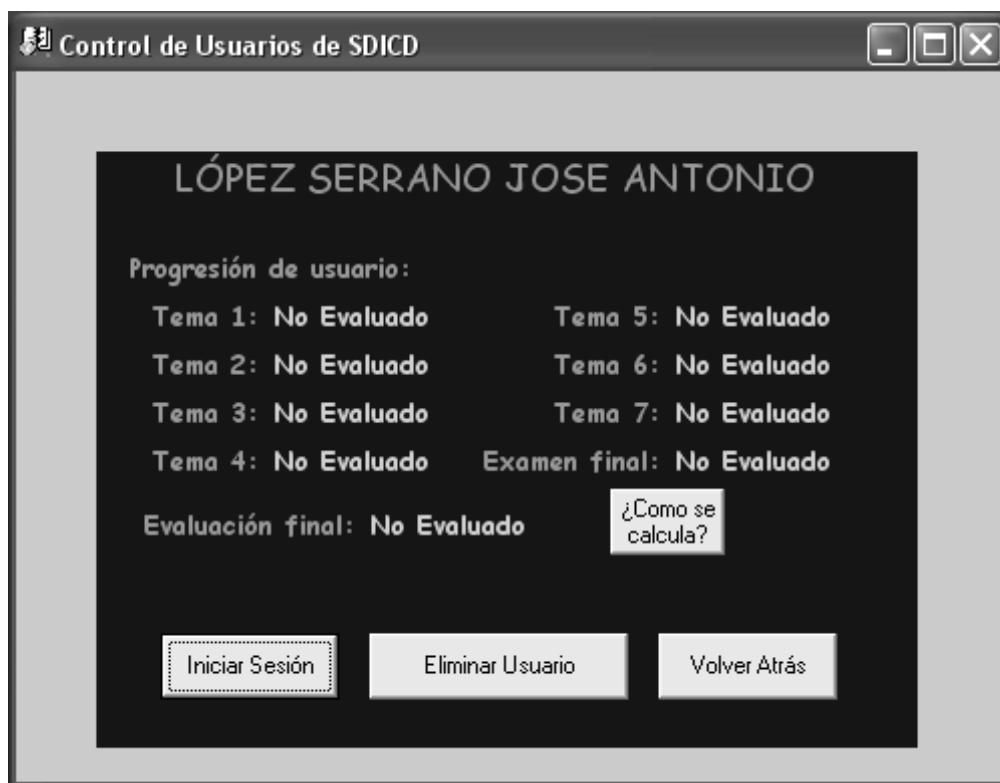 Control de Usuarios de SDICD
LÓPEZ SERRANO JOSE ANTONIO
Progresión de usuario:
Tema 1: No Evaluado Tema 5: No Evaluado
Tema 2: No Evaluado Tema 6: No Evaluado
Tema 3: No Evaluado Tema 7: No Evaluado
Tema 4: No Evaluado Examen final: No Evaluado
Evaluación final: No Evaluado
¿Como se
calcula?
Iniciar Sesión Eliminar Usuario Volver Atrás